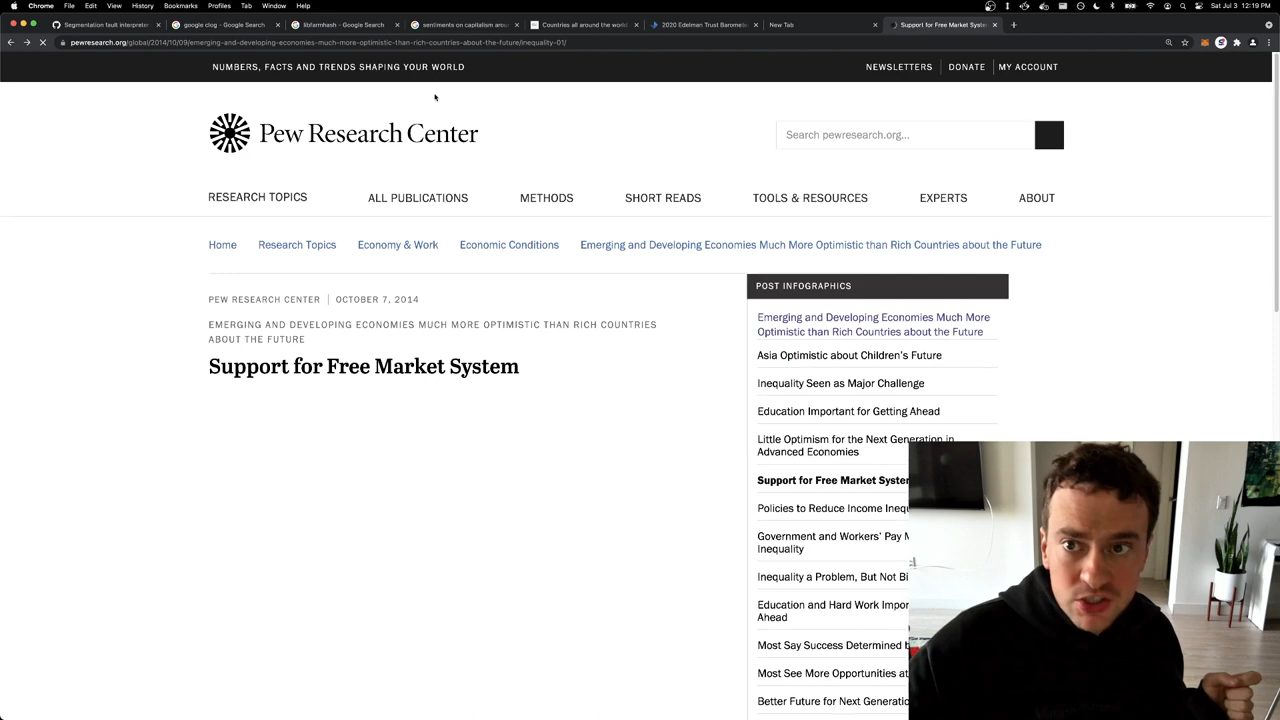 Chrome File Edit View History Bookmarks Profiles Tab Window Help Sat Jul 3 12:19 PM
Segmentation fault interpreter google clog - Google Search libfarmhash - Google Search sentiments on capitalism arou Countries all around the world 2020 Edelman Trust Baromete New Tab Support for Free Market System
pewresearch.org/global/2014/10/09/emerging-and-developing-economies-much-more-optimistic-than-rich-countries-about-the-future/inequality-01/
NUMBERS, FACTS AND TRENDS SHAPING YOUR WORLD
NEWSLETTERS DONATE MY ACCOUNT
Pew Research Center
Search pewresearch.org...
RESEARCH TOPICS ALL PUBLICATIONS METHODS SHORT READS TOOLS & RESOURCES EXPERTS ABOUT
Home Research Topics Economy & Work Economic Conditions Emerging and Developing Economies Much More Optimistic than Rich Countries about the Future
PEW RESEARCH CENTER | OCTOBER 7, 2014
EMERGING AND DEVELOPING ECONOMIES MUCH MORE OPTIMISTIC THAN RICH COUNTRIES
ABOUT THE FUTURE
Support for Free Market System
POST INFOGRAPHICS
Emerging and Developing Economies Much More
Optimistic than Rich Countries about the Future
Asia Optimistic about Children's Future
Inequality Seen as Major Challenge
Education Important for Getting Ahead
Little Optimism for the Next Generation in
Advanced Economies
Support for Free Market System
Policies to Reduce Income Inequ
Government and Workers' Pay M
Inequality
Inequality a Problem, But Not Bi
Education and Hard Work Impor
Ahead
Most Say Success Determined b
Most See More Opportunities at
Better Future for Next Generatio